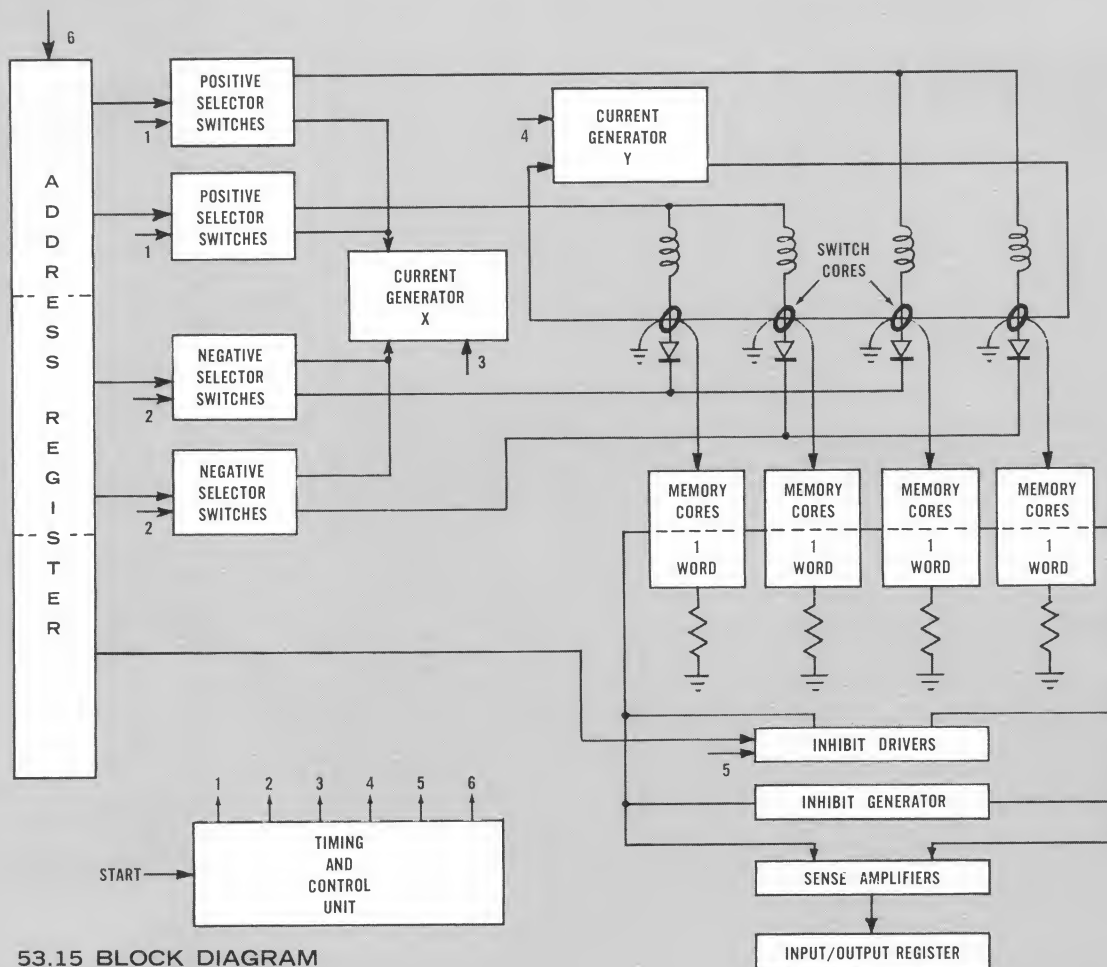 6
ADDRESS REGISTER
POSITIVE
SELECTOR
SWITCHES
1
POSITIVE
SELECTOR
SWITCHES
1
CURRENT
GENERATOR
X
3
NEGATIVE
SELECTOR
SWITCHES
2
NEGATIVE
SELECTOR
SWITCHES
2
4
CURRENT
GENERATOR
Y
SWITCH
CORES
MEMORY
CORES
1
WORD
MEMORY
CORES
1
WORD
MEMORY
CORES
1
WORD
MEMORY
CORES
1
WORD
INHIBIT DRIVERS
5
INHIBIT GENERATOR
SENSE AMPLIFIERS
INPUT/OUTPUT REGISTER
1 2 3 4 5 6
START
TIMING
AND
CONTROL
UNIT
53.15 BLOCK DIAGRAM